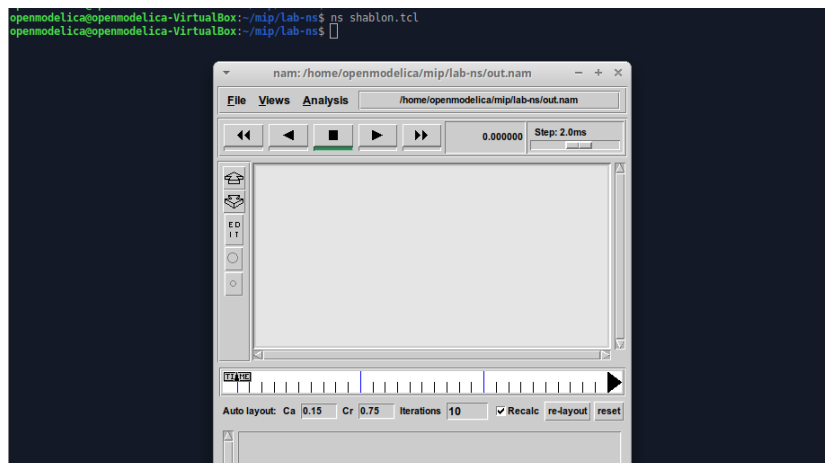 openmodelica@openmodelica-VirtualBox:~/mip/lab-ns$ ns shablon.tcl
openmodelica@openmodelica-VirtualBox:~/mip/lab-ns$
nam: /home/openmodelica/mip/lab-ns/out.nam
File Views Analysis /home/openmodelica/mip/lab-ns/out.nam
0.000000 Step: 2.0ms
ED
IT
TIME
Auto layout: Ca 0.15 Cr 0.75 Iterations 10 Recalc re-layout reset